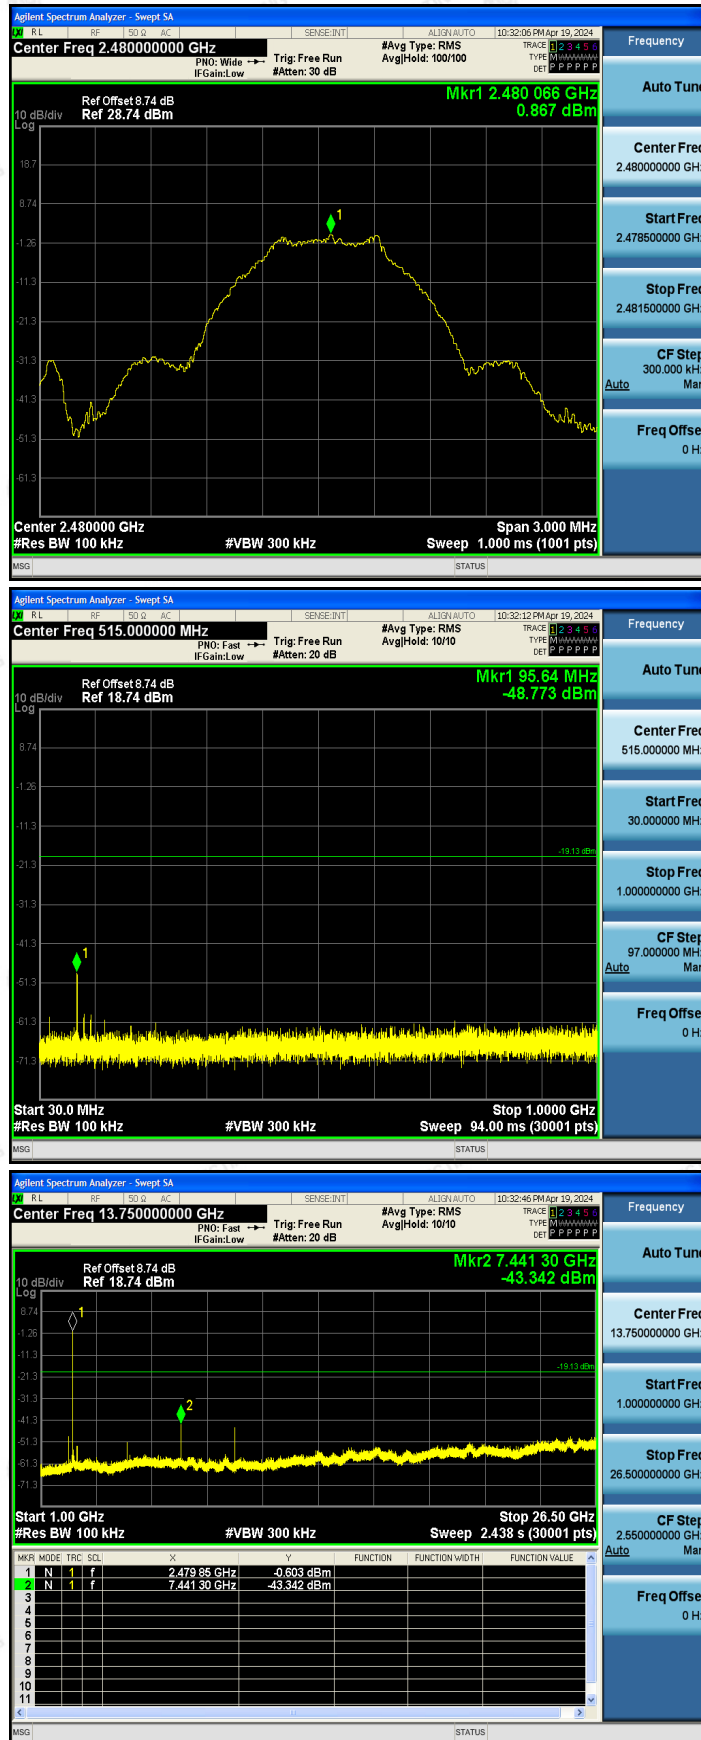 Agilent Spectrum Analyzer - Swept SA
LXI RL RF 50 Ω AC SENSE:INT ALIGN AUTO 10:32:06 PM Apr 19, 2024
Center Freq 2.480000000 GHz #Avg Type: RMS TRACE 1 2 3 4 5 6
PNO: Wide Trig: Free Run Avg|Hold: 100/100 TYPE M
IFGain:Low #Atten: 30 dB DET P P P P P P
Frequency
Auto Tune
Ref Offset 8.74 dB Mkr1 2.480 066 GHz
10 dB/div Ref 28.74 dBm 0.867 dBm
Log
18.7
8.74
-1.26
-11.3
-21.3
-31.3
-41.3
-51.3
-61.3
1
Center 2.480000 GHz Span 3.000 MHz
#Res BW 100 kHz #VBW 300 kHz Sweep 1.000 ms (1001 pts)
MSG STATUS
Center Freq
2.480000000 GHz
Start Freq
2.478500000 GHz
Stop Freq
2.481500000 GHz
CF Step
300.000 kHz
Auto Man
Freq Offset
0 Hz
Agilent Spectrum Analyzer - Swept SA
LXI RL RF 50 Ω AC SENSE:INT ALIGN AUTO 10:32:12 PM Apr 19, 2024
Center Freq 515.000000 MHz #Avg Type: RMS TRACE 1 2 3 4 5 6
PNO: Fast Trig: Free Run Avg|Hold: 10/10 TYPE M
IFGain:Low #Atten: 20 dB DET P P P P P P
Frequency
Auto Tune
Ref Offset 8.74 dB Mkr1 95.64 MHz
10 dB/div Ref 18.74 dBm -48.773 dBm
Log
8.74
-1.26
-11.3
-21.3
-31.3
-41.3
-51.3
-61.3
-71.3
-19.13 dBm
1
Start 30.0 MHz Stop 1.0000 GHz
#Res BW 100 kHz #VBW 300 kHz Sweep 94.00 ms (30001 pts)
MSG STATUS
Center Freq
515.000000 MHz
Start Freq
30.000000 MHz
Stop Freq
1.000000000 GHz
CF Step
97.000000 MHz
Auto Man
Freq Offset
0 Hz
Agilent Spectrum Analyzer - Swept SA
LXI RL RF 50 Ω AC SENSE:INT ALIGN AUTO 10:32:46 PM Apr 19, 2024
Center Freq 13.750000000 GHz #Avg Type: RMS TRACE 1 2 3 4 5 6
PNO: Fast Trig: Free Run Avg|Hold: 10/10 TYPE M
IFGain:Low #Atten: 20 dB DET P P P P P P
Frequency
Auto Tune
Ref Offset 8.74 dB Mkr2 7.441 30 GHz
10 dB/div Ref 18.74 dBm -43.342 dBm
Log
8.74
-1.26
-11.3
-21.3
-31.3
-41.3
-51.3
-61.3
-71.3
-19.13 dBm
1
2
Start 1.00 GHz Stop 26.50 GHz
#Res BW 100 kHz #VBW 300 kHz Sweep 2.438 s (30001 pts)
MKR MODE TRC SCL X Y FUNCTION FUNCTION WIDTH FUNCTION VALUE
1 N 1 f 2.479 85 GHz -0.603 dBm
2 N 1 f 7.441 30 GHz -43.342 dBm
3
4
5
6
7
8
9
10
11
MSG STATUS
Center Freq
13.750000000 GHz
Start Freq
1.000000000 GHz
Stop Freq
26.500000000 GHz
CF Step
2.550000000 GHz
Auto Man
Freq Offset
0 Hz